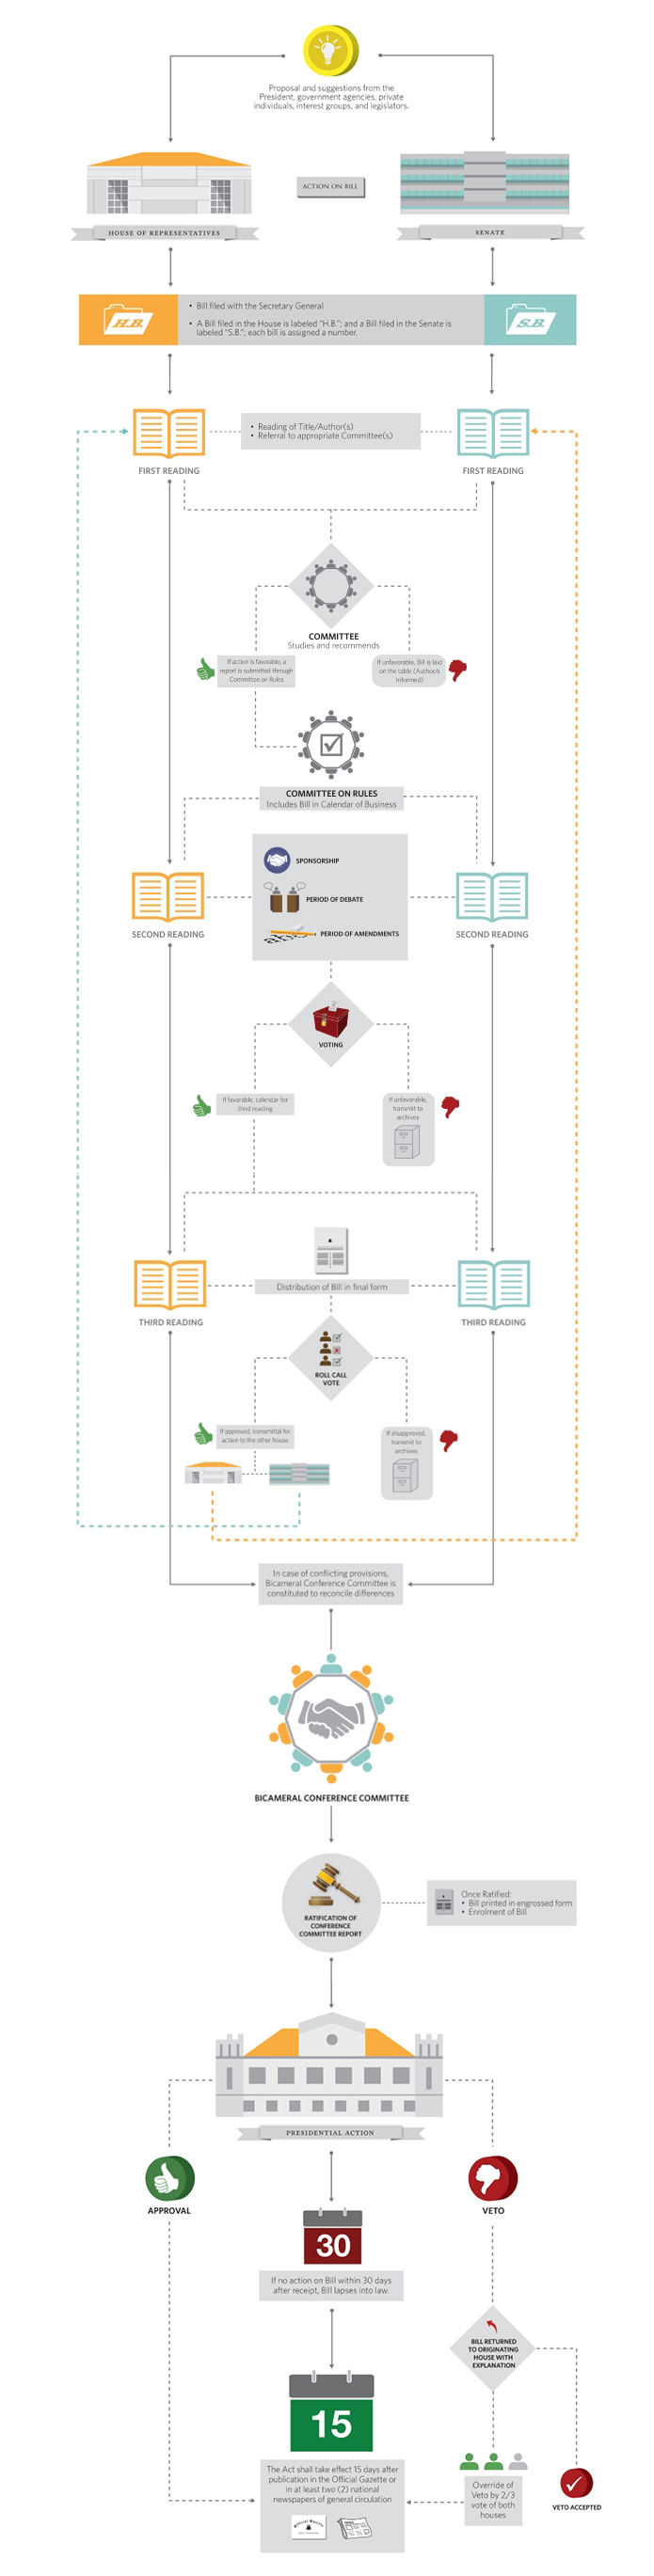 Proposal and suggestions from the
President, government agencies, private
individuals, interest groups, and legislators.
ACTION ON BILL
HOUSE OF REPRESENTATIVES
SENATE
H.B.
• Bill filed with the Secretary General
• A Bill filed in the House is labeled "H.B."; and a Bill filed in the Senate is
labeled "S.B."; each bill is assigned a number.
S.B.
• Reading of Title/Author(s)
• Referral to appropriate Committee(s)
FIRST READING
FIRST READING
COMMITTEE
Studies and recommends
If action is favorable, a
report is submitted through
Committee on Rules
If unfavorable, Bill is laid
on the table (Author/s
Informed)
COMMITTEE ON RULES
Includes Bill in Calendar of Business
SPONSORSHIP
PERIOD OF DEBATE
PERIOD OF AMENDMENTS
SECOND READING
SECOND READING
VOTING
If favorable, calendar for
third reading
If unfavorable,
transmit to
archives
Distribution of Bill in final form
THIRD READING
THIRD READING
ROLL CALL
VOTE
If approved, transmittal for
action to the other house
If disapproved,
transmit to
archives
In case of conflicting provisions,
Bicameral Conference Committee is
constituted to reconcile differences
BICAMERAL CONFERENCE COMMITTEE
RATIFICATION OF
CONFERENCE
COMMITTEE REPORT
Once Ratified:
• Bill printed in engrossed form
• Enrolment of Bill
PRESIDENTIAL ACTION
APPROVAL
VETO
30
If no action on Bill within 30 days
after receipt, Bill lapses into law.
BILL RETURNED
TO ORIGINATING
HOUSE WITH
EXPLANATION
15
The Act shall take effect 15 days after
publication in the Official Gazette or
in at least two (2) national
newspapers of general circulation
Override of
Veto by 2/3
vote of both
houses
VETO ACCEPTED